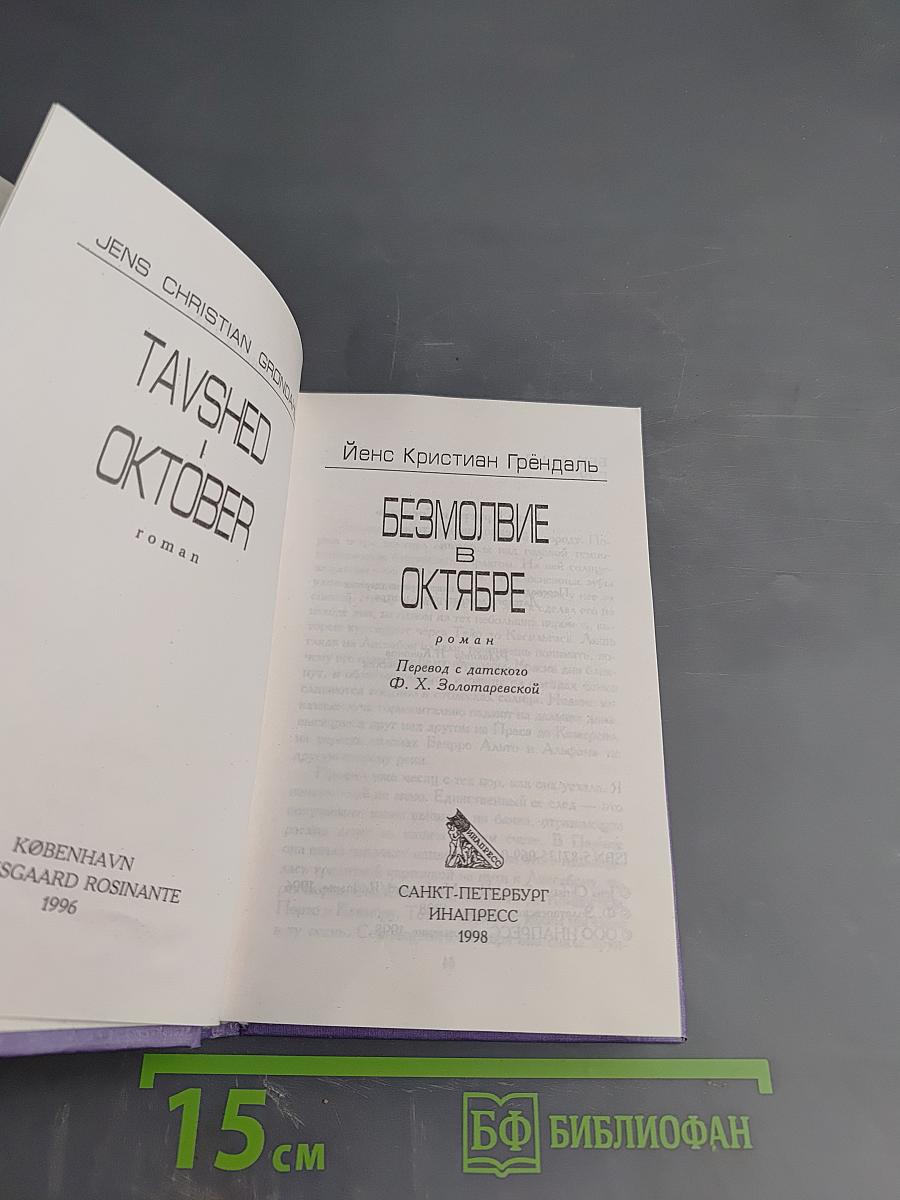 JENS CHRISTIAN GRØNDAH
TAVSHED
I
OKTOBER
roman
KØBENHAVN
SGAARD ROSINANTE
1996
Йенс Кристиан Грёндаль
БЕЗМОЛВИЕ
В
ОКТЯБРЕ
роман
Перевод с датского
Ф. Х. Золотаревской
ИНАПРЕСС
САНКТ-ПЕТЕРБУРГ
ИНАПРЕСС
1998
15 см
БФ БИБЛИОФАН